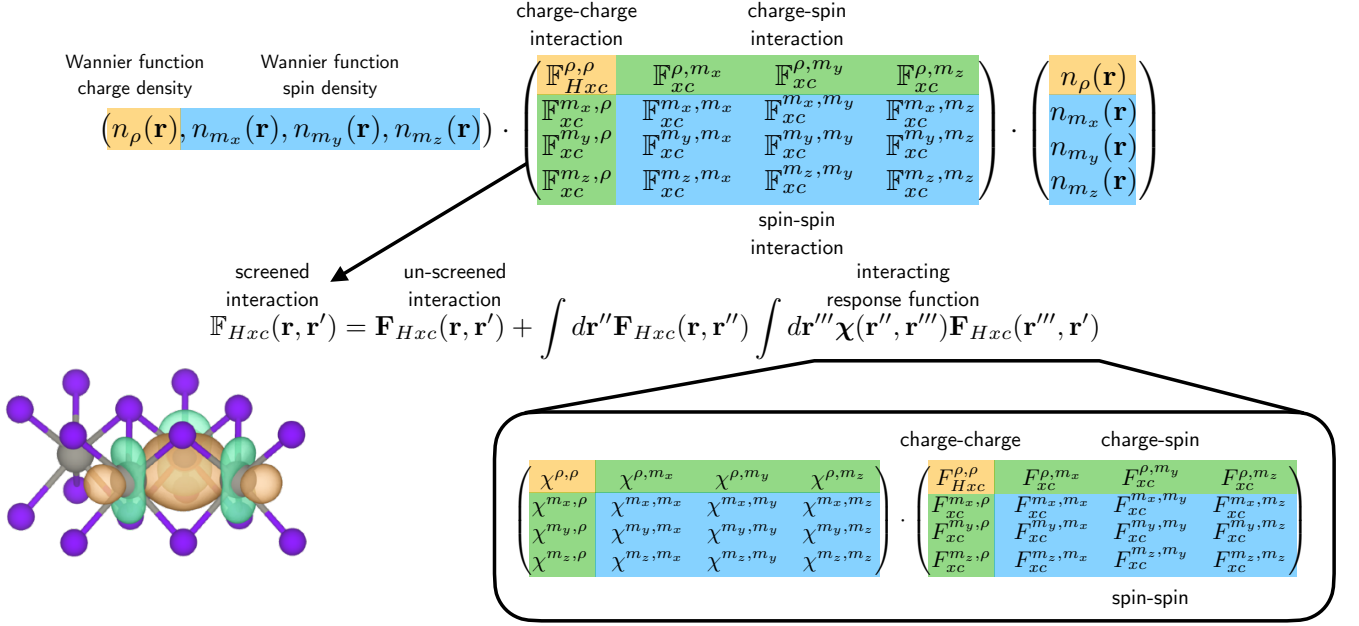 charge-charge
interaction
charge-spin
interaction
Wannier function
charge density
Wannier function
spin density
(n_ρ(𝐫), n_{m_x}(𝐫), n_{m_y}(𝐫), n_{m_z}(𝐫)) ·
𝔽_{Hxc}^{ρ,ρ} 𝔽_{xc}^{ρ,m_x} 𝔽_{xc}^{ρ,m_y} 𝔽_{xc}^{ρ,m_z}
𝔽_{xc}^{m_x,ρ} 𝔽_{xc}^{m_x,m_x} 𝔽_{xc}^{m_x,m_y} 𝔽_{xc}^{m_x,m_z}
𝔽_{xc}^{m_y,ρ} 𝔽_{xc}^{m_y,m_x} 𝔽_{xc}^{m_y,m_y} 𝔽_{xc}^{m_y,m_z}
𝔽_{xc}^{m_z,ρ} 𝔽_{xc}^{m_z,m_x} 𝔽_{xc}^{m_z,m_y} 𝔽_{xc}^{m_z,m_z}
·
n_ρ(𝐫)
n_{m_x}(𝐫)
n_{m_y}(𝐫)
n_{m_z}(𝐫)
spin-spin
interaction
screened
interaction
un-screened
interaction
interacting
response function
𝔽_{Hxc}(𝐫, 𝐫′) = 𝐅_{Hxc}(𝐫, 𝐫′) + ∫ d𝐫″𝐅_{Hxc}(𝐫, 𝐫″) ∫ d𝐫‴𝛘(𝐫″, 𝐫‴)𝐅_{Hxc}(𝐫‴, 𝐫′)
charge-charge
charge-spin
χ^{ρ,ρ} χ^{ρ,m_x} χ^{ρ,m_y} χ^{ρ,m_z}
χ^{m_x,ρ} χ^{m_x,m_x} χ^{m_x,m_y} χ^{m_x,m_z}
χ^{m_y,ρ} χ^{m_y,m_x} χ^{m_y,m_y} χ^{m_y,m_z}
χ^{m_z,ρ} χ^{m_z,m_x} χ^{m_z,m_y} χ^{m_z,m_z}
·
F_{Hxc}^{ρ,ρ} F_{xc}^{ρ,m_x} F_{xc}^{ρ,m_y} F_{xc}^{ρ,m_z}
F_{xc}^{m_x,ρ} F_{xc}^{m_x,m_x} F_{xc}^{m_x,m_y} F_{xc}^{m_x,m_z}
F_{xc}^{m_y,ρ} F_{xc}^{m_y,m_x} F_{xc}^{m_y,m_y} F_{xc}^{m_y,m_z}
F_{xc}^{m_z,ρ} F_{xc}^{m_z,m_x} F_{xc}^{m_z,m_y} F_{xc}^{m_z,m_z}
spin-spin